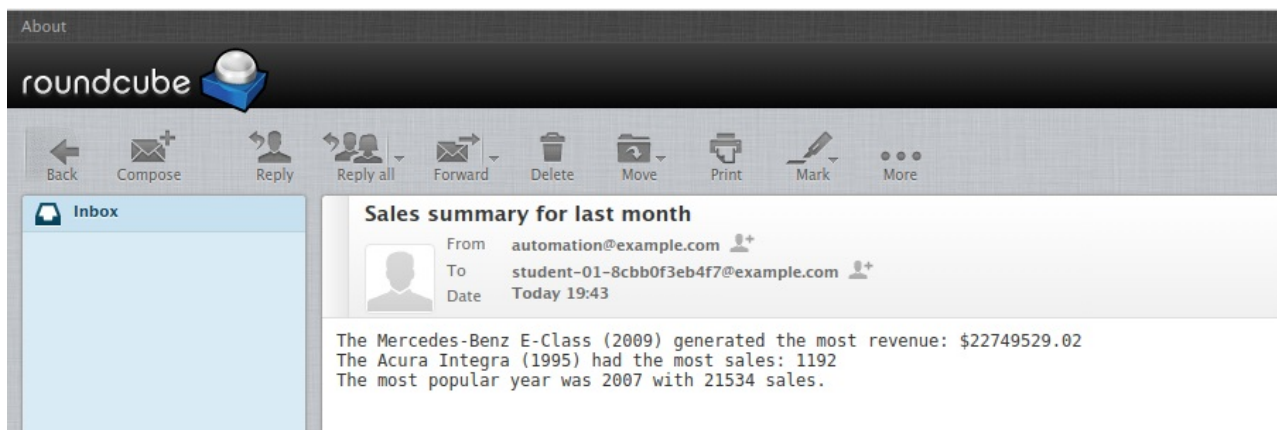 About
roundcube
Back Compose Reply Reply all Forward Delete Move Print Mark More
Inbox
Sales summary for last month
From automation@example.com
To student-01-8cbb0f3eb4f7@example.com
Date Today 19:43
The Mercedes-Benz E-Class (2009) generated the most revenue: $22749529.02
The Acura Integra (1995) had the most sales: 1192
The most popular year was 2007 with 21534 sales.